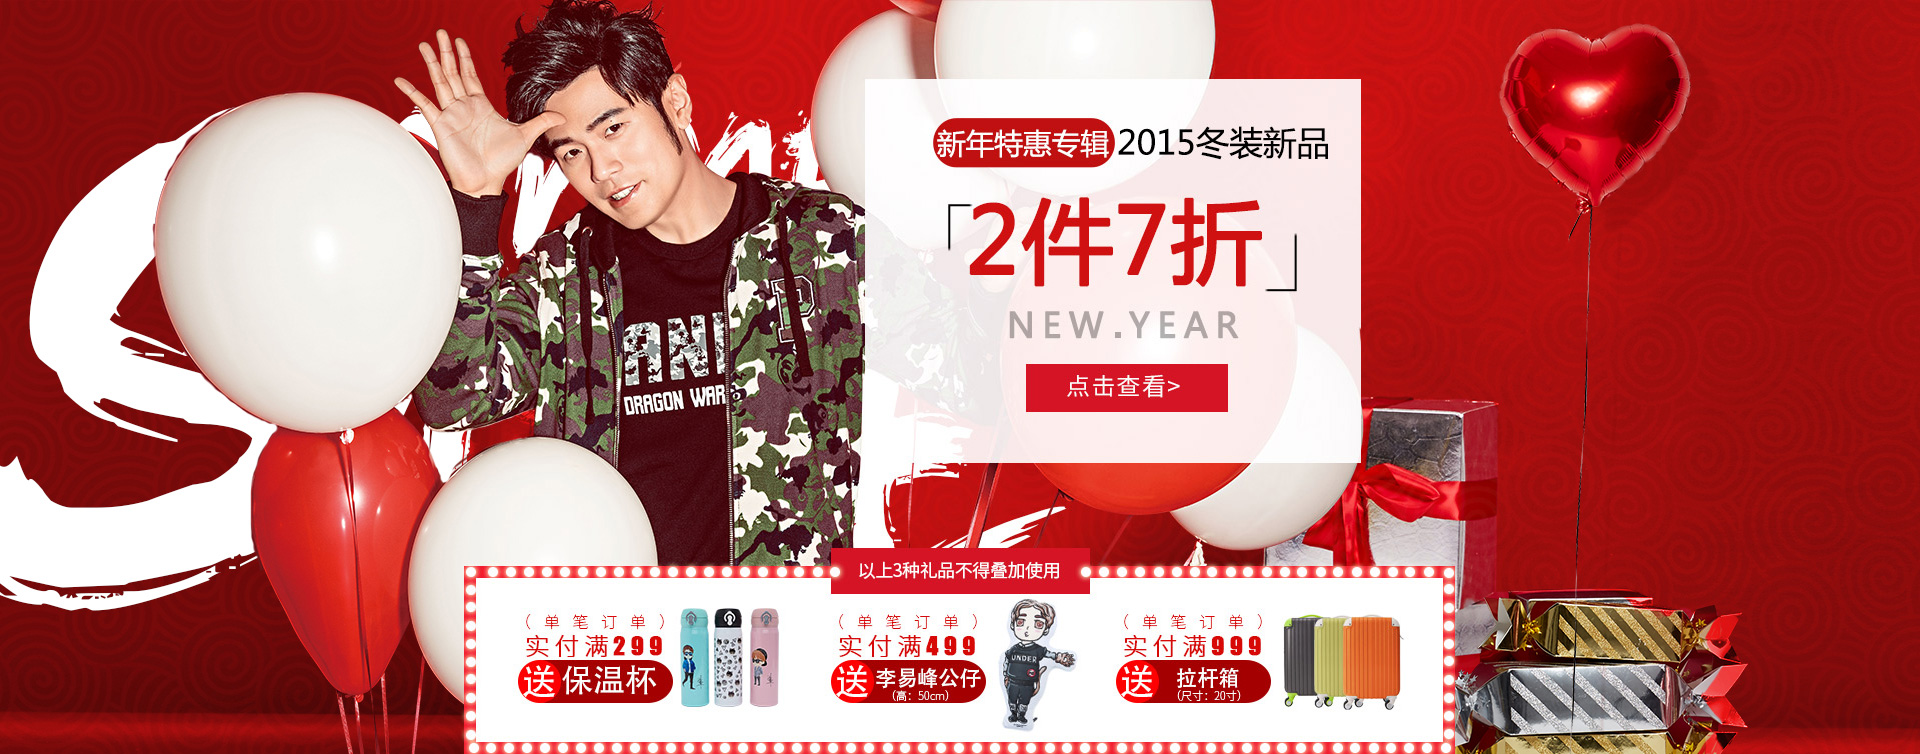 新年特惠专辑 2015冬装新品
「2件7折」
NEW.YEAR
点击查看>
DRAGON WAR
以上3种礼品不得叠加使用
(单笔订单)
实付满299
送 保温杯
(单笔订单)
实付满499
送 李易峰公仔
(高：50cm)
UNDER
(单笔订单)
实付满999
送 拉杆箱
(尺寸：20寸)